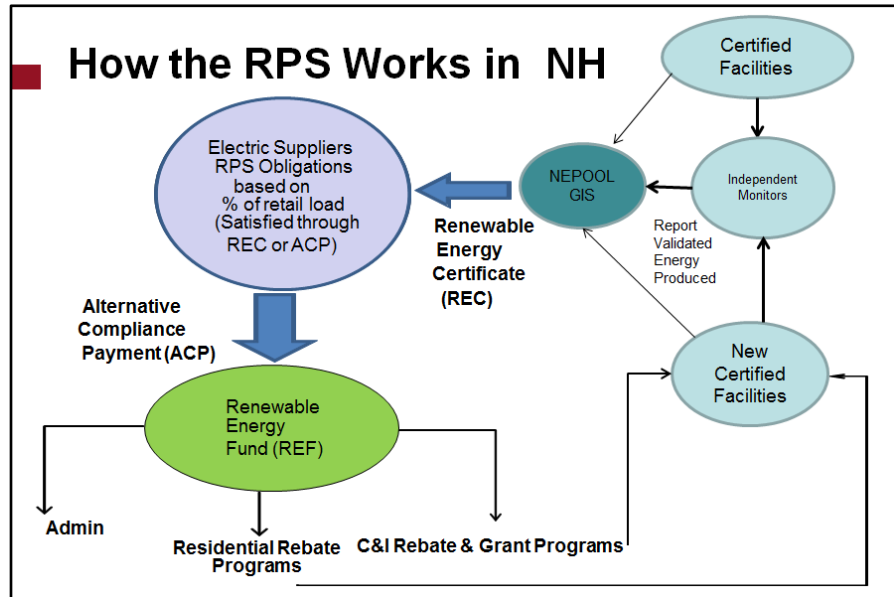 How the RPS Works in NH
Certified
Facilities
Electric Suppliers
RPS Obligations
based on
% of retail load
(Satisfied through
REC or ACP)
NEPOOL
GIS
Independent
Monitors
Renewable
Energy
Certificate
(REC)
Report
Validated
Energy
Produced
Alternative
Compliance
Payment (ACP)
New
Certified
Facilities
Renewable
Energy
Fund (REF)
Admin
Residential Rebate
Programs
C&I Rebate & Grant Programs